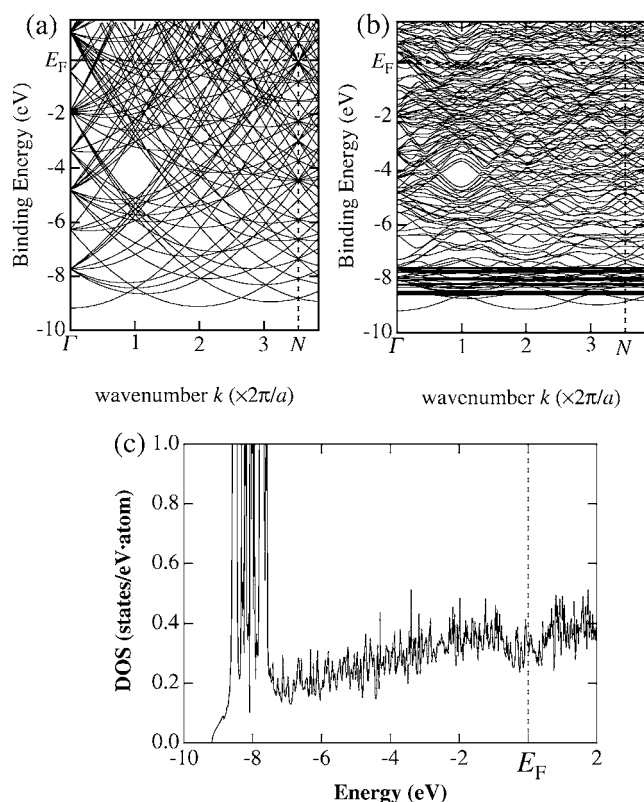 (a)
E_F
-2
-4
-6
-8
-10
Binding Energy (eV)
Γ 1 2 3 N
wavenumber k (×2π/a)
(b)
E_F
-2
-4
-6
-8
-10
Binding Energy (eV)
Γ 1 2 3 N
wavenumber k (×2π/a)
(c)
1.0
0.8
0.6
0.4
0.2
0.0
DOS (states/eV·atom)
-10 -8 -6 -4 -2 0 2
E_F
Energy (eV)